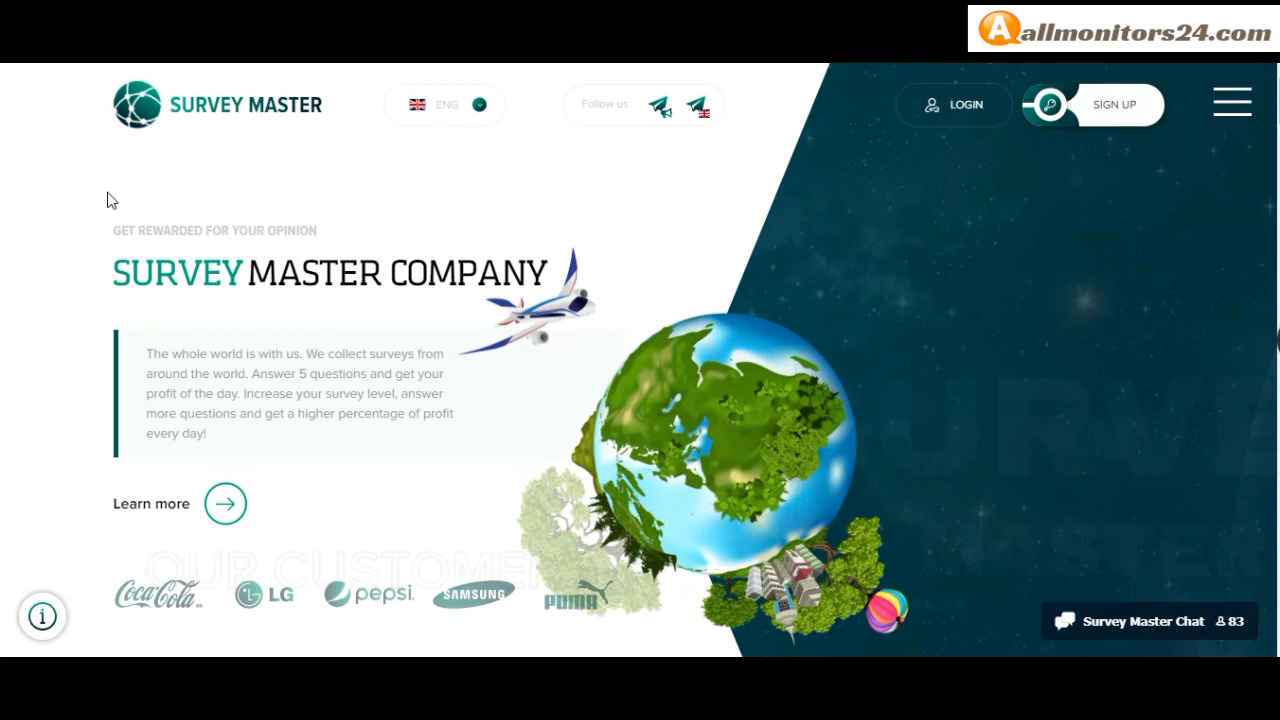 allmonitors24.com
SURVEY MASTER
ENG
Follow us
LOGIN
SIGN UP
GET REWARDED FOR YOUR OPINION
SURVEY MASTER COMPANY
The whole world is with us. We collect surveys from
around the world. Answer 5 questions and get your
profit of the day. Increase your survey level, answer
more questions and get a higher percentage of profit
every day!
Learn more
OUR CUSTOME
Coca-Cola
LG
pepsi
SAMSUNG
PUMA
Survey Master Chat 83